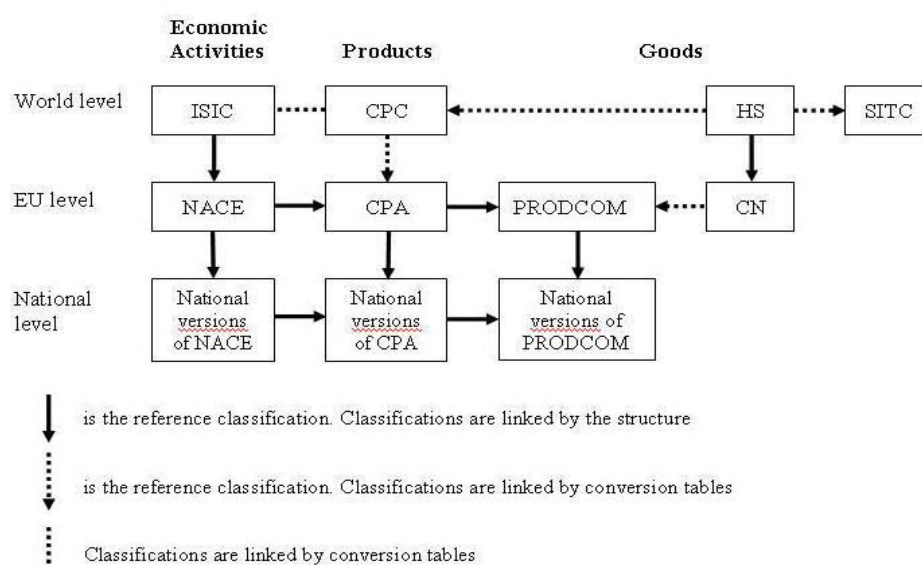 Economic
Activities
Products
Goods
World level
ISIC
CPC
HS
SITC
EU level
NACE
CPA
PRODCOM
CN
National
level
National
versions
of NACE
National
versions
of CPA
National
versions of
PRODCOM
is the reference classification. Classifications are linked by the structure
is the reference classification. Classifications are linked by conversion tables
Classifications are linked by conversion tables